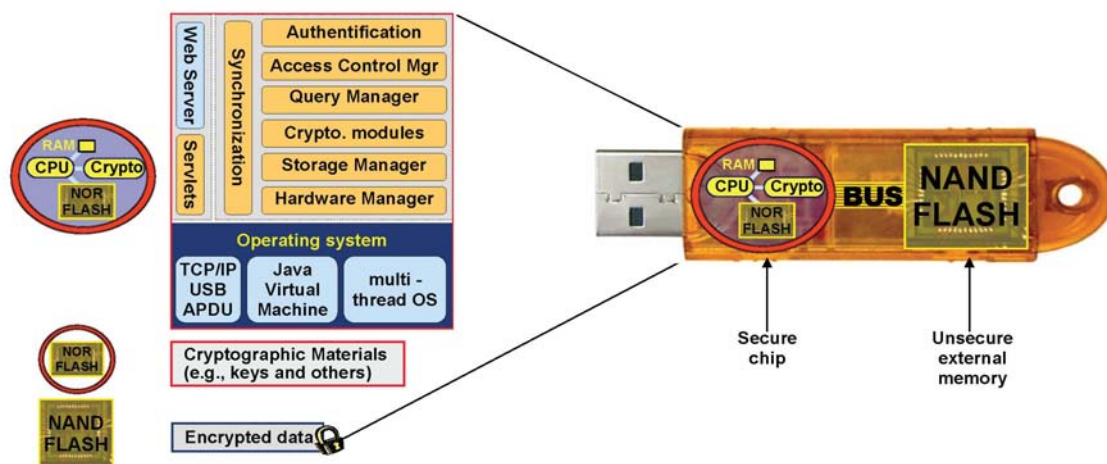 Web Server
Servlets
Synchronization
Authentification
Access Control Mgr
Query Manager
Crypto. modules
Storage Manager
Hardware Manager
RAM
CPU
Crypto
NOR
FLASH
Operating system
TCP/IP
USB
APDU
Java
Virtual
Machine
multi -
thread OS
NOR
FLASH
Cryptographic Materials
(e.g., keys and others)
NAND
FLASH
Encrypted data
RAM
CPU
Crypto
NOR
FLASH
BUS
NAND
FLASH
Secure
chip
Unsecure
external
memory